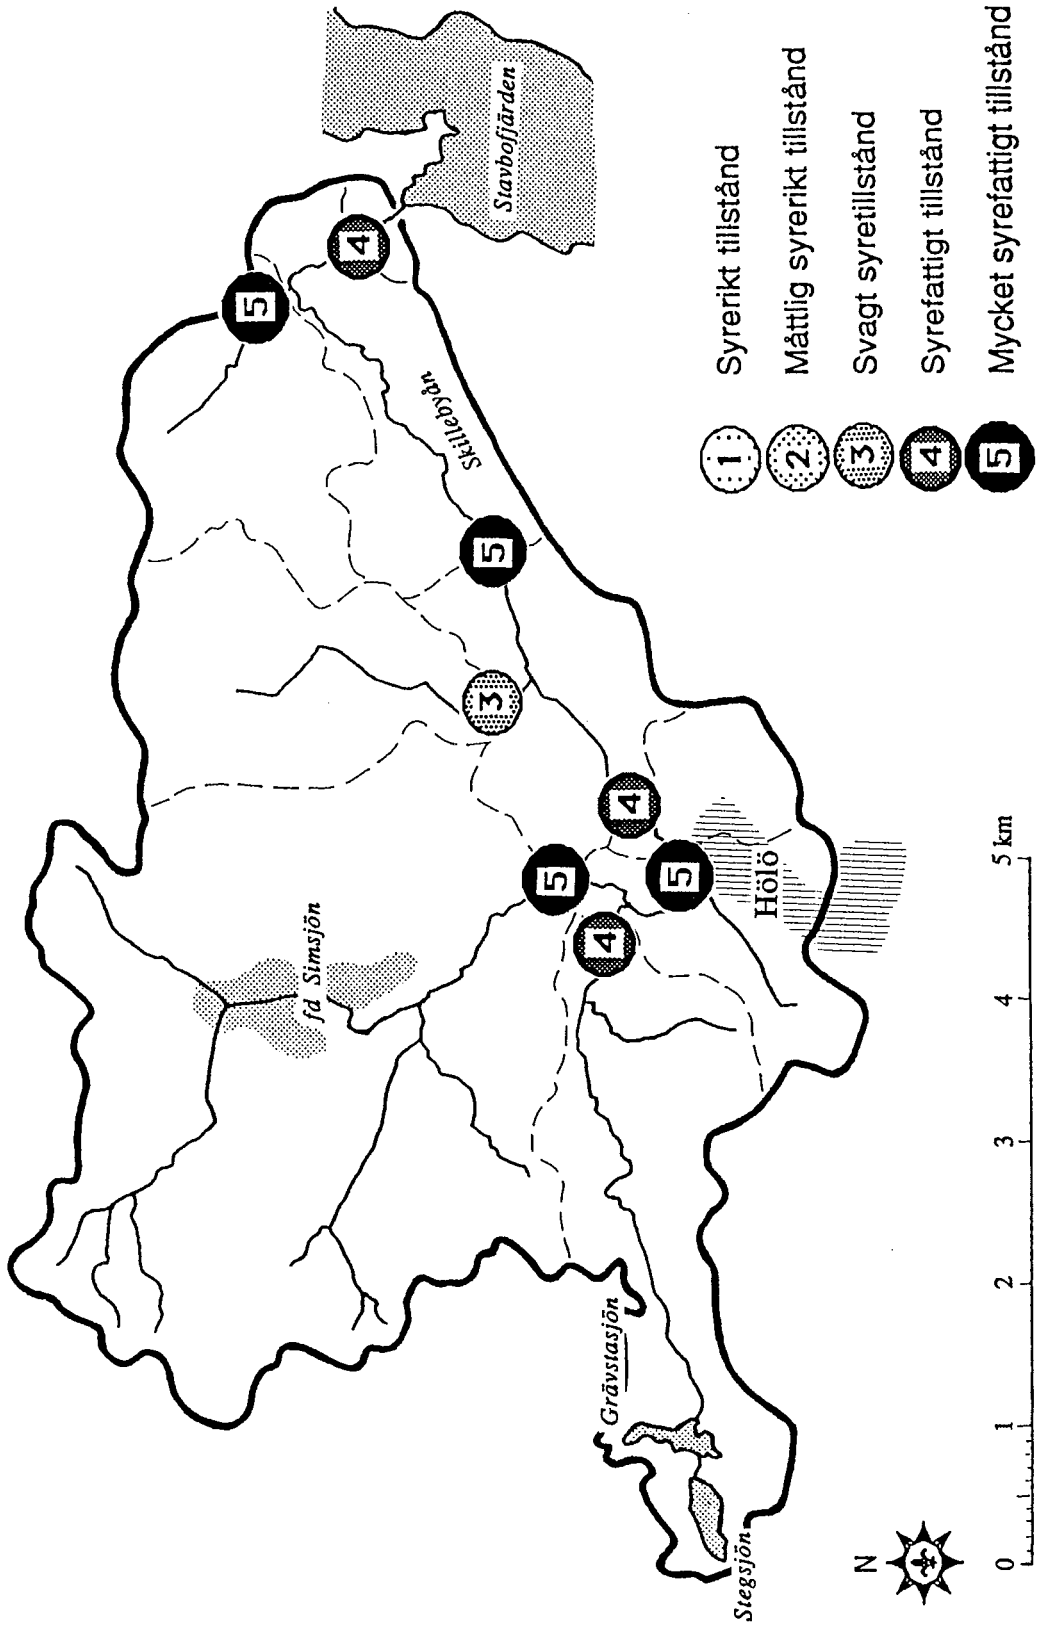 Stavbofjärden
5
4
Skillebyån
5
3
4
5
5
4
fd Simsjön
Hölö
Grävstasjön
Stegsjön
N
0 1 2 3 4 5 km
1 Syrerikt tillstånd
2 Måttlig syrerikt tillstånd
3 Svagt syretillstånd
4 Syrefattigt tillstånd
5 Mycket syrefattigt tillstånd